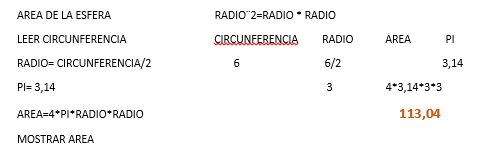 AREA DE LA ESFERA RADIO¨2=RADIO * RADIO
LEER CIRCUNFERENCIA CIRCUNFERENCIA RADIO AREA PI
RADIO= CIRCUNFERENCIA/2 6 6/2 3,14
PI= 3,14 3 4*3,14*3*3
AREA=4*PI*RADIO*RADIO 113,04
MOSTRAR AREA